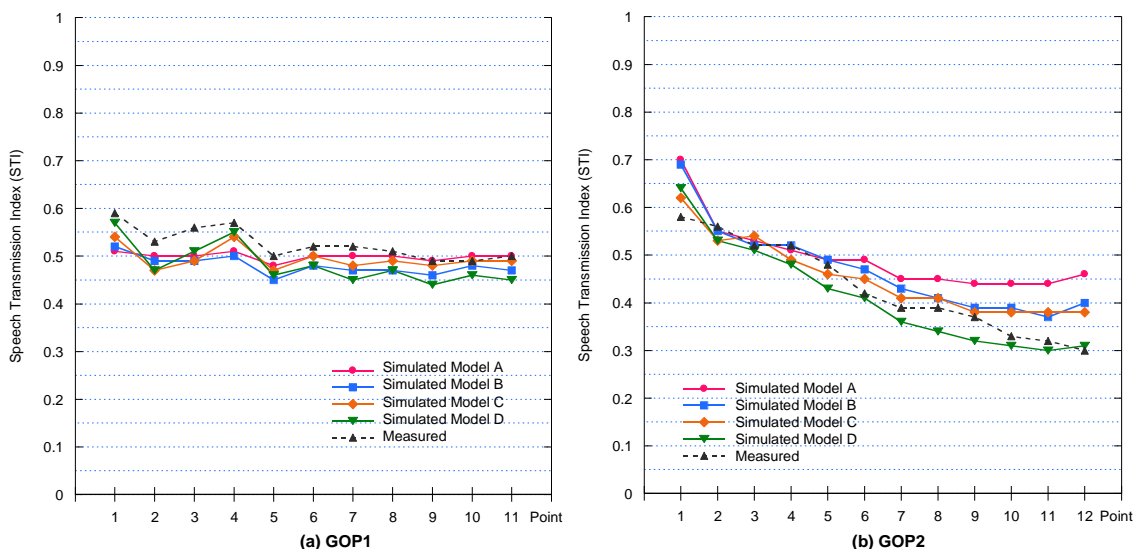 Speech Transmission Index (STI)
1
0.9
0.8
0.7
0.6
0.5
0.4
0.3
0.2
0.1
0
Simulated Model A
Simulated Model B
Simulated Model C
Simulated Model D
Measured
1 2 3 4 5 6 7 8 9 10 11 Point
(a) GOP1
Speech Transmission Index (STI)
1
0.9
0.8
0.7
0.6
0.5
0.4
0.3
0.2
0.1
0
Simulated Model A
Simulated Model B
Simulated Model C
Simulated Model D
Measured
1 2 3 4 5 6 7 8 9 10 11 12 Point
(b) GOP2